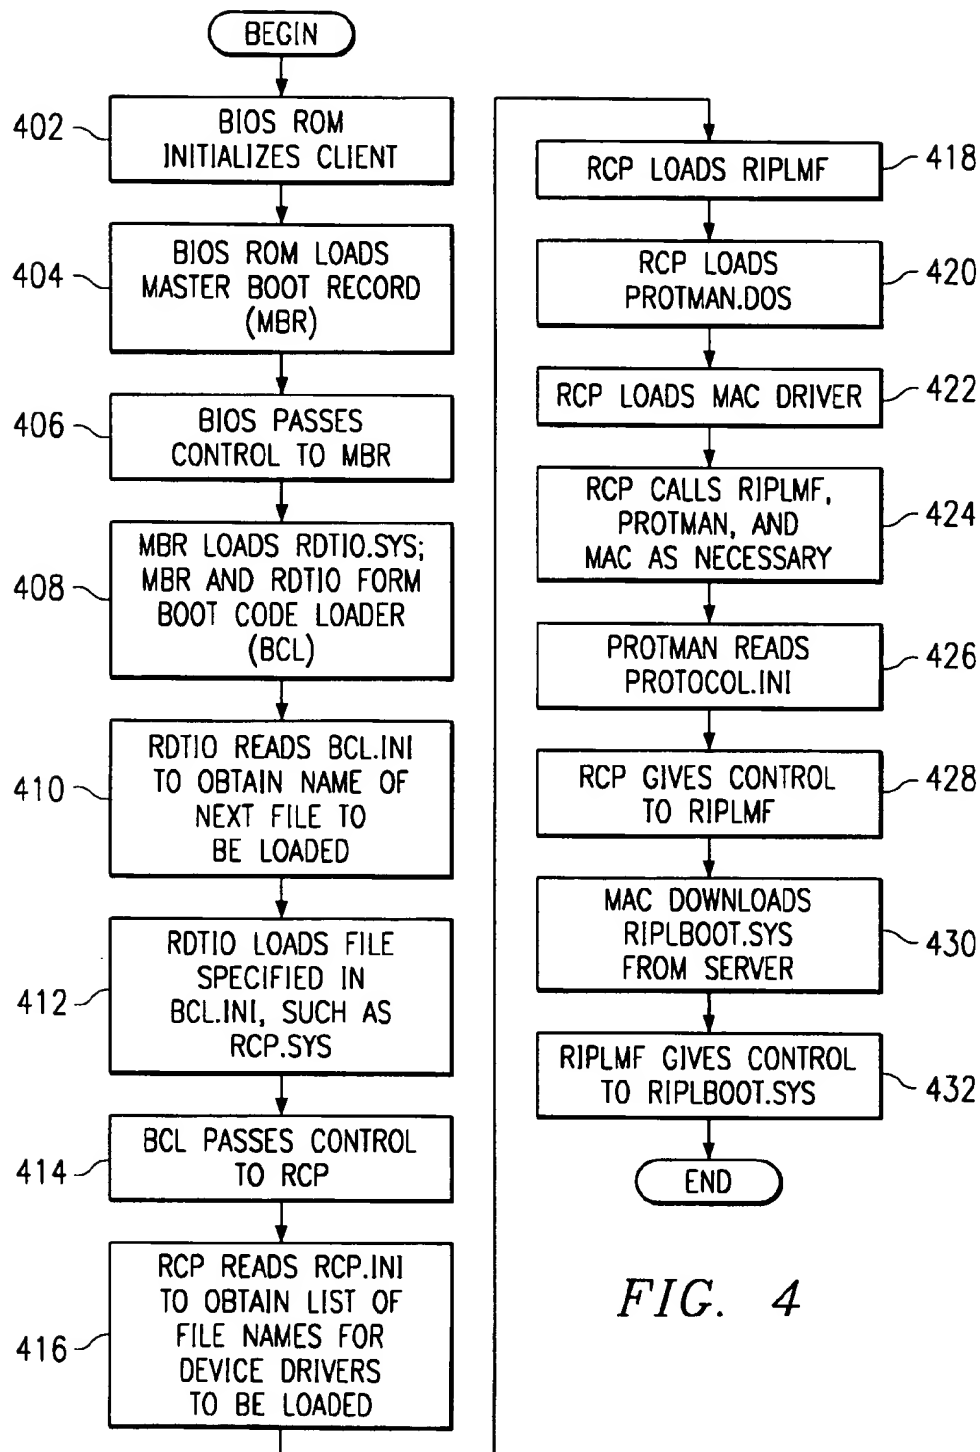 BEGIN
402
BIOS ROM
INITIALIZES CLIENT
404
BIOS ROM LOADS
MASTER BOOT RECORD
(MBR)
406
BIOS PASSES
CONTROL TO MBR
408
MBR LOADS RDTIO.SYS;
MBR AND RDTIO FORM
BOOT CODE LOADER
(BCL)
410
RDTIO READS BCL.INI
TO OBTAIN NAME OF
NEXT FILE TO
BE LOADED
412
RDTIO LOADS FILE
SPECIFIED IN
BCL.INI, SUCH AS
RCP.SYS
414
BCL PASSES CONTROL
TO RCP
416
RCP READS RCP.INI
TO OBTAIN LIST OF
FILE NAMES FOR
DEVICE DRIVERS
TO BE LOADED
RCP LOADS RIPLMF
418
RCP LOADS
PROTMAN.DOS
420
RCP LOADS MAC DRIVER
422
RCP CALLS RIPLMF,
PROTMAN, AND
MAC AS NECESSARY
424
PROTMAN READS
PROTOCOL.INI
426
RCP GIVES CONTROL
TO RIPLMF
428
MAC DOWNLOADS
RIPLBOOT.SYS
FROM SERVER
430
RIPLMF GIVES CONTROL
TO RIPLBOOT.SYS
432
END
FIG. 4